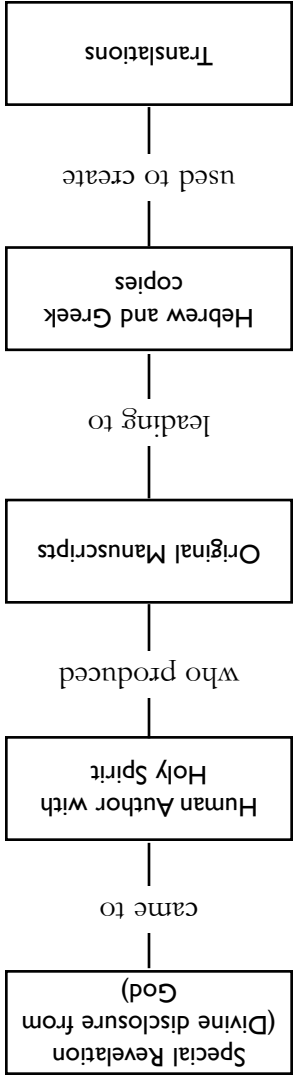 Special Revelation
(Divine disclosure from
God)
came to
Human Author with
Holy Spirit
who produced
Original Manuscripts
leading to
Hebrew and Greek
copies
used to create
Translations